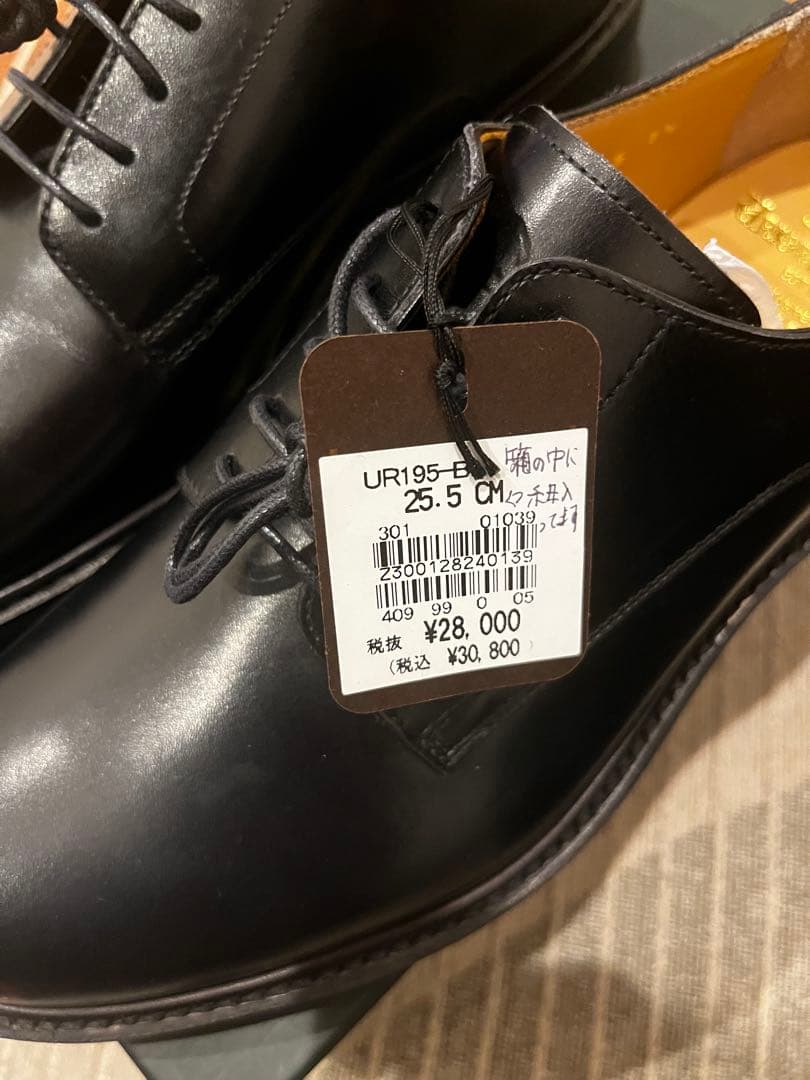 UR195-B
25.5 CM
301 01039
2300128240139
409 99 0 05
税抜 ¥28,000
(税込 ¥30,800
箱の中に
入
ってます